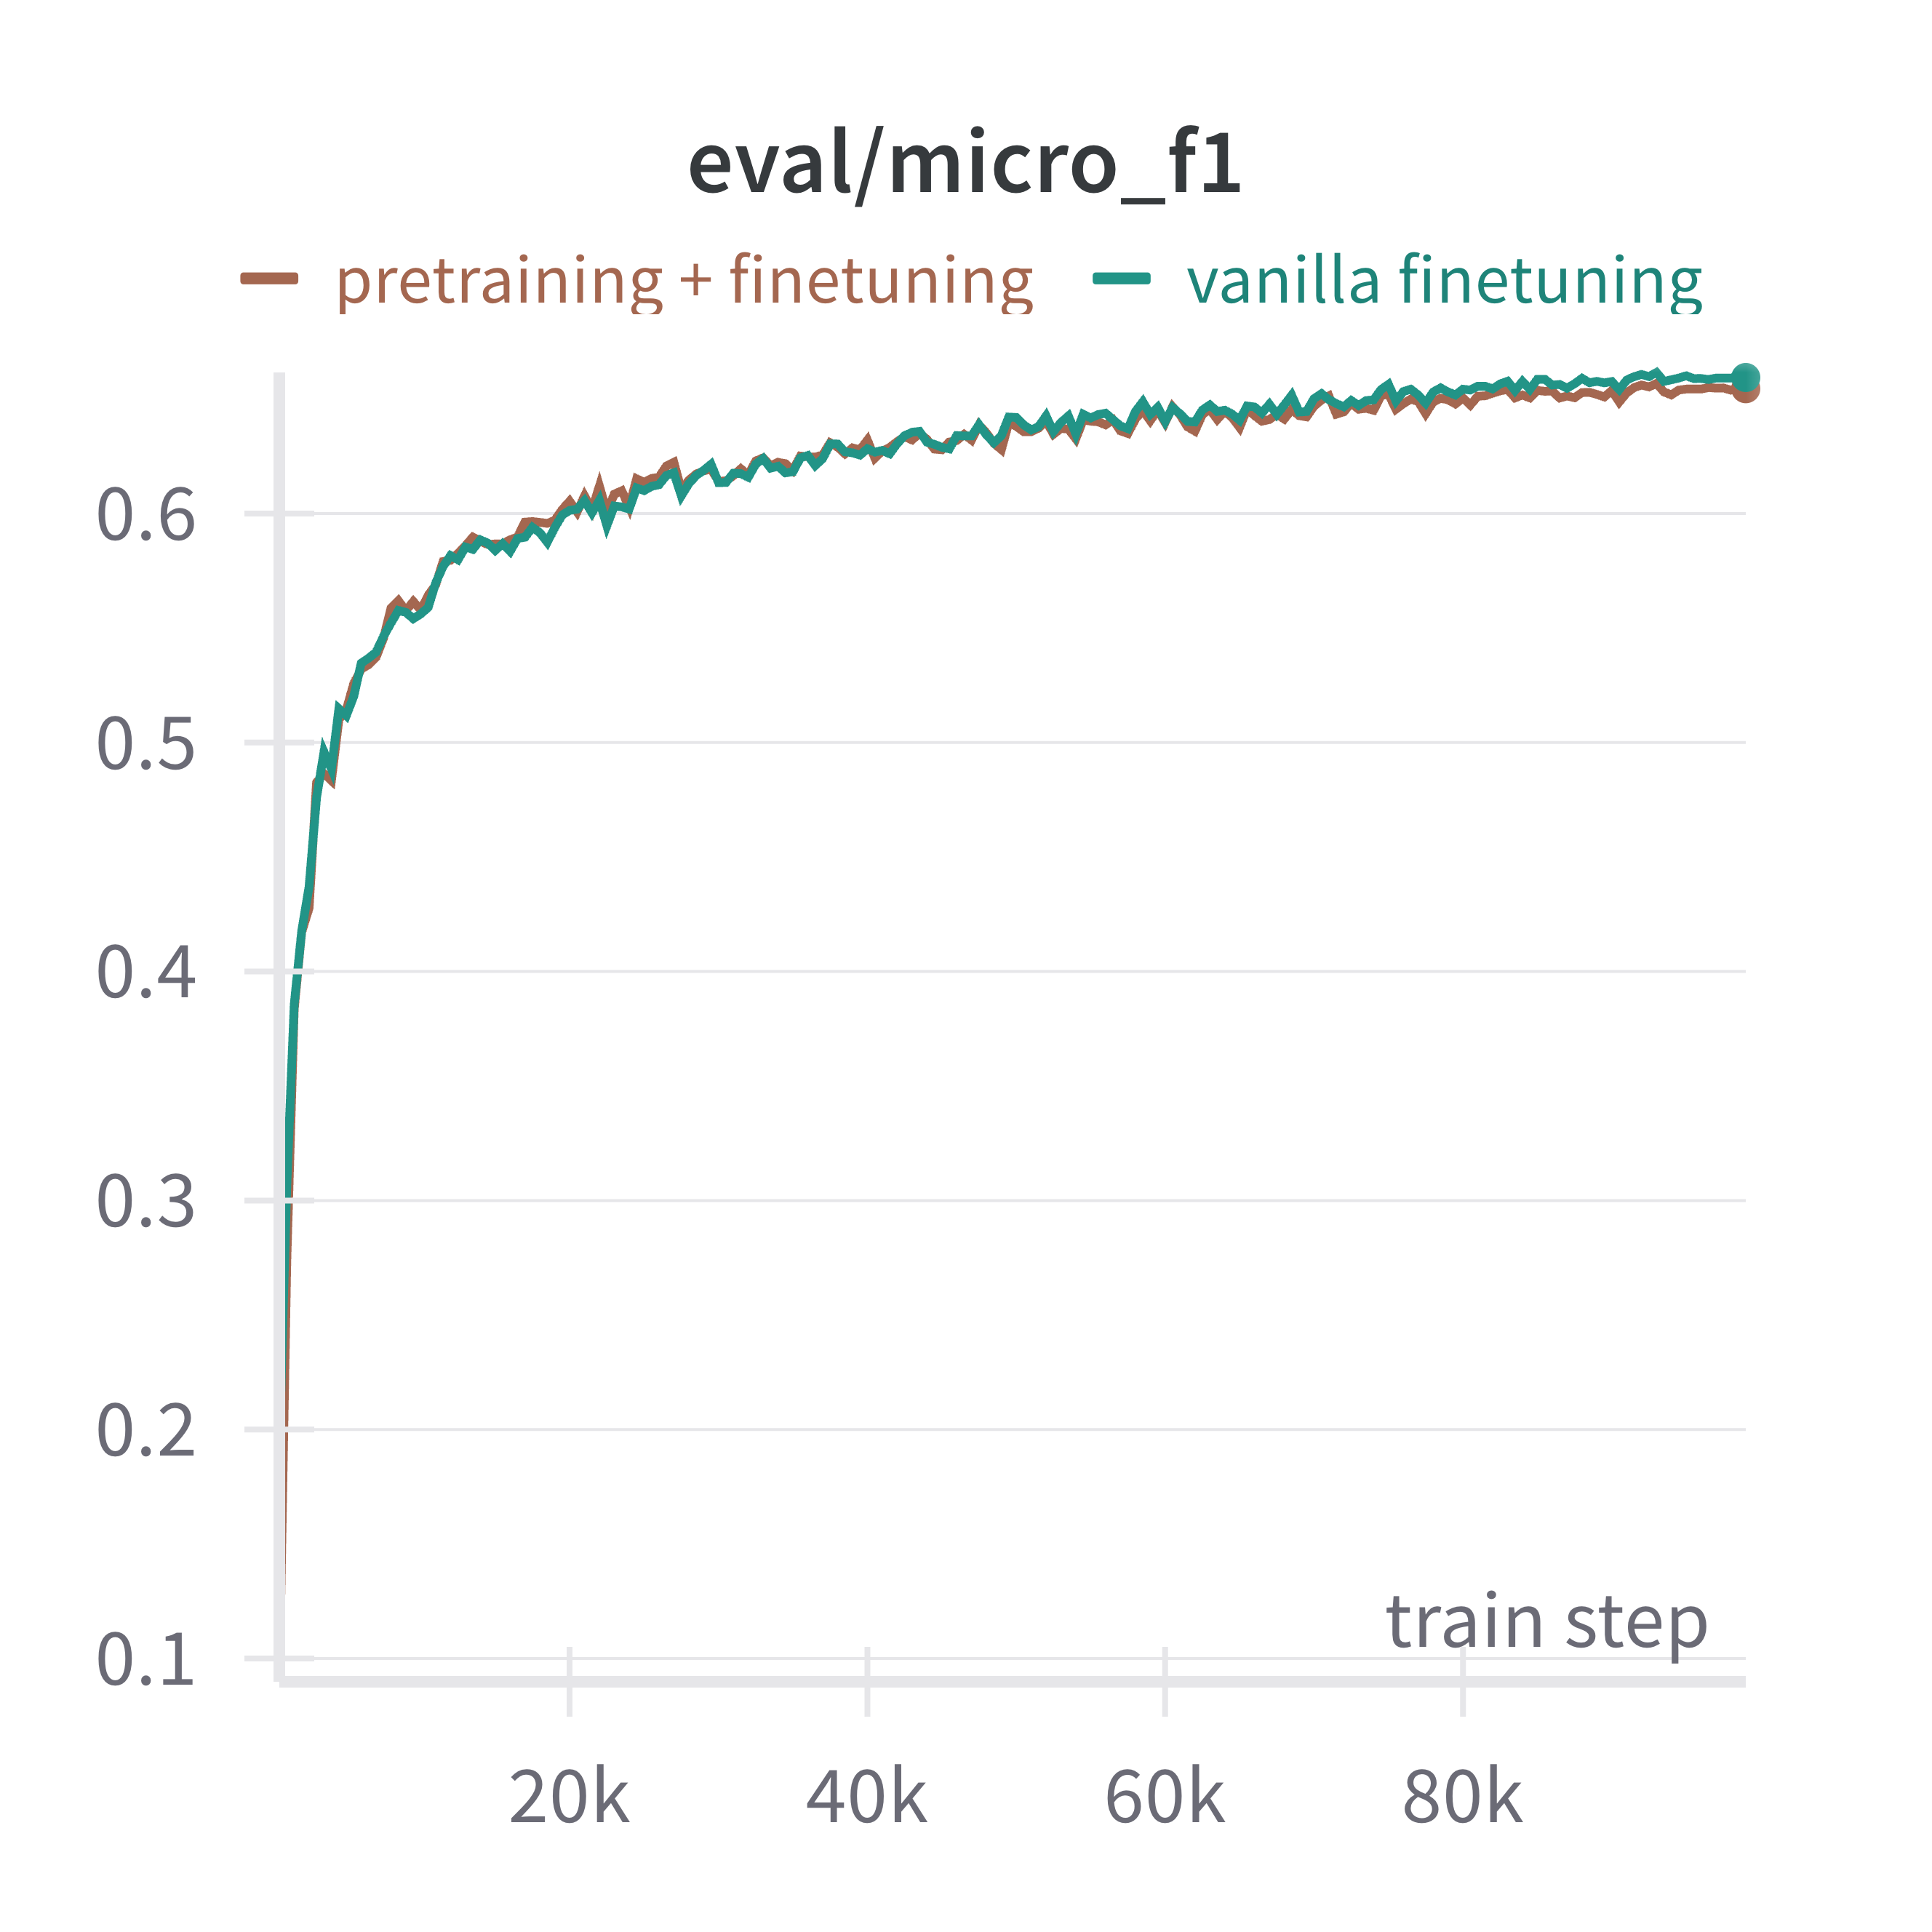 eval/micro_f1
pretraining + finetuning vanilla finetuning
0.6
0.5
0.4
0.3
0.2
0.1
train step
20k 40k 60k 80k